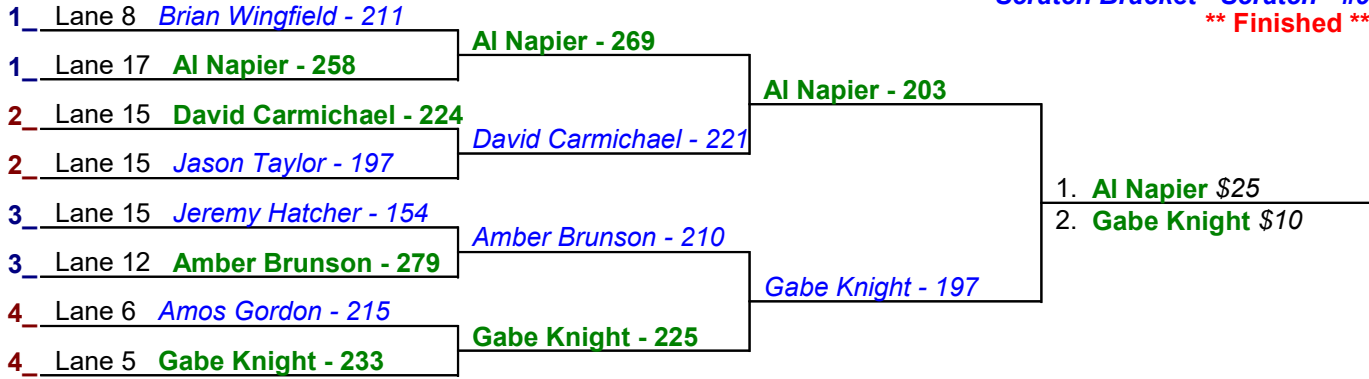 ** Finished **
1_ Lane 8 Brian Wingfield - 211
1_ Lane 17 Al Napier - 258
2_ Lane 15 David Carmichael - 224
2_ Lane 15 Jason Taylor - 197
3_ Lane 15 Jeremy Hatcher - 154
3_ Lane 12 Amber Brunson - 279
4_ Lane 6 Amos Gordon - 215
4_ Lane 5 Gabe Knight - 233
Al Napier - 269
David Carmichael - 221
Amber Brunson - 210
Gabe Knight - 225
Al Napier - 203
Gabe Knight - 197
1. Al Napier $25
2. Gabe Knight $10